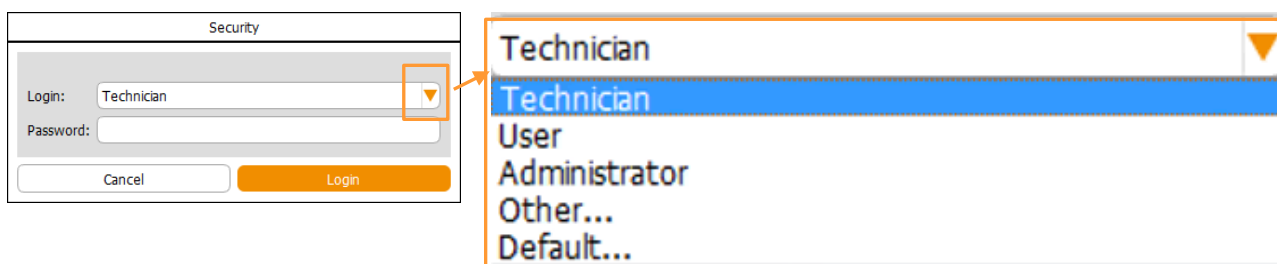 Security
Login: Technician
Password:
Cancel Login
Technician
Technician
User
Administrator
Other...
Default...